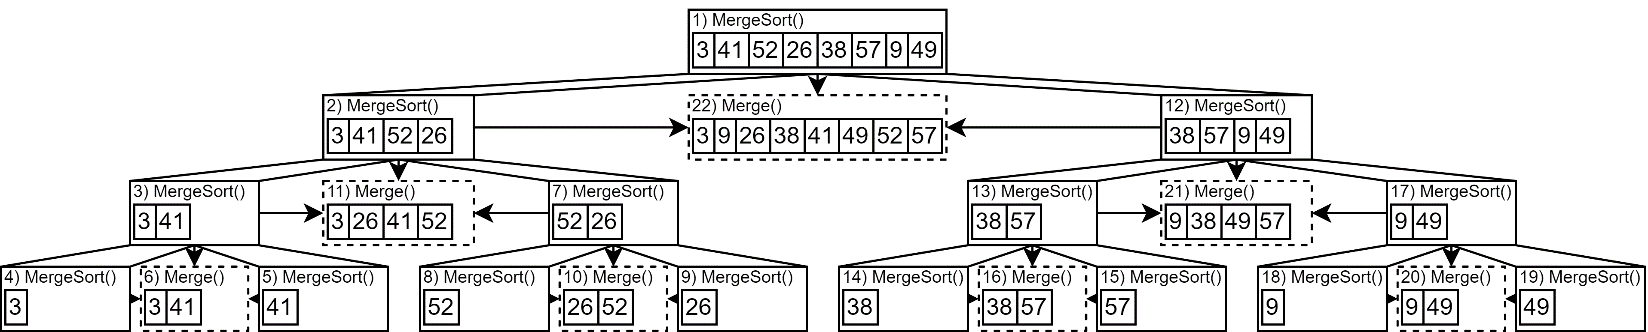 1) MergeSort()
3 41 52 26 38 57 9 49
2) MergeSort()
3 41 52 26
22) Merge()
3 9 26 38 41 49 52 57
12) MergeSort()
38 57 9 49
3) MergeSort()
3 41
11) Merge()
3 26 41 52
7) MergeSort()
52 26
13) MergeSort()
38 57
21) Merge()
9 38 49 57
17) MergeSort()
9 49
4) MergeSort()
3
6) Merge()
3 41
5) MergeSort()
41
8) MergeSort()
52
10) Merge()
26 52
9) MergeSort()
26
14) MergeSort()
38
16) Merge()
38 57
15) MergeSort()
57
18) MergeSort()
9
20) Merge()
9 49
19) MergeSort()
49